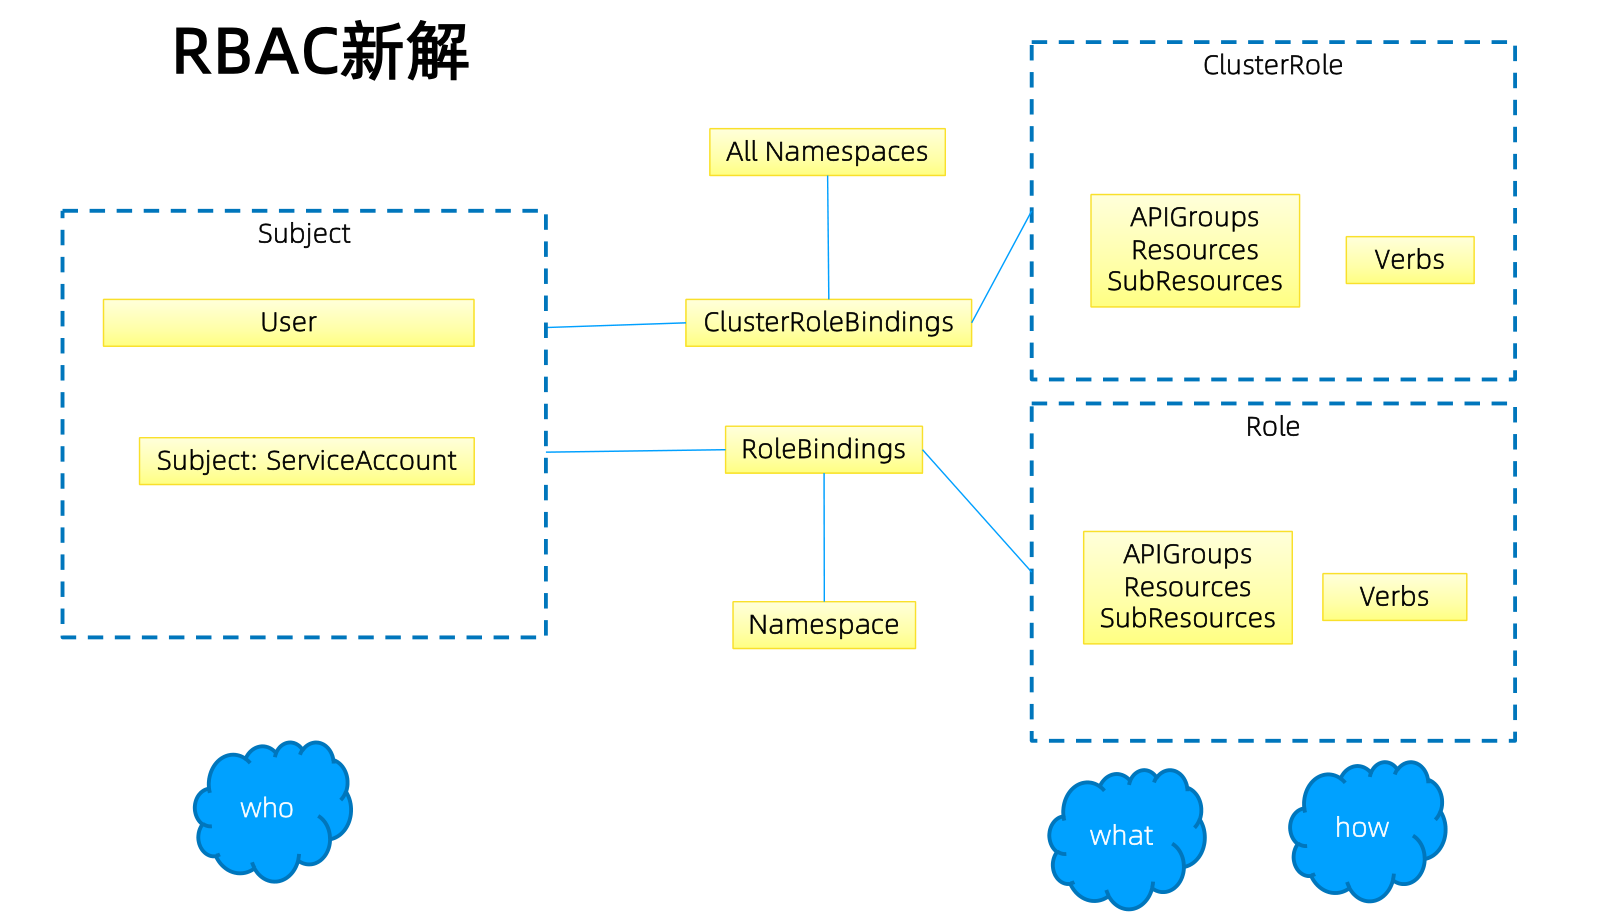 RBAC新解
Subject
User
Subject: ServiceAccount
All Namespaces
ClusterRoleBindings
RoleBindings
Namespace
ClusterRole
APIGroups
Resources
SubResources
Verbs
Role
APIGroups
Resources
SubResources
Verbs
who
what
how